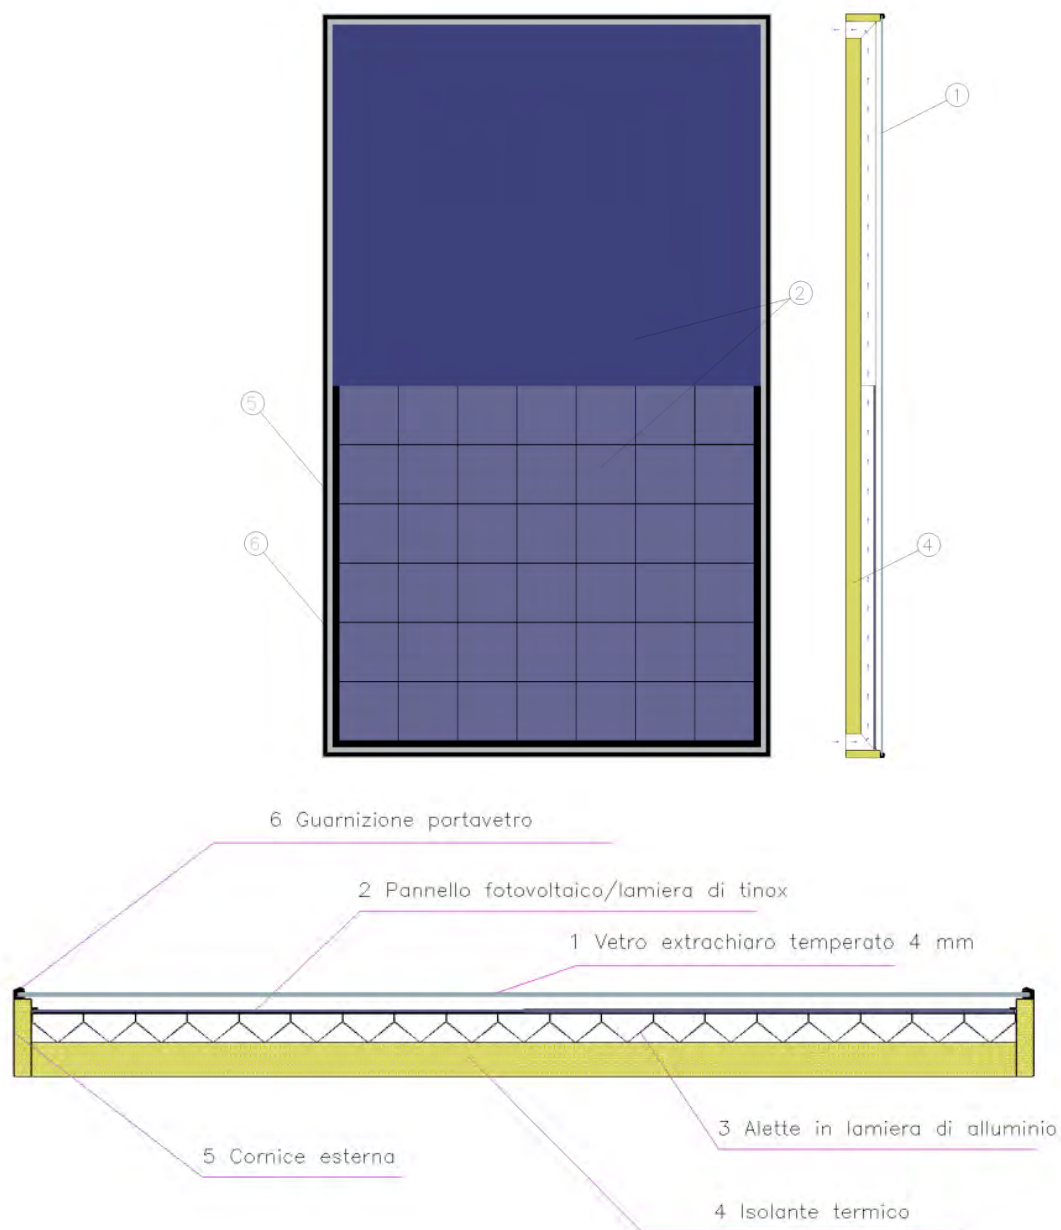 1
2
5
6
4
6 Guarnizione portavetro
2 Pannello fotovoltaico/lamiera di tinox
1 Vetro extrachiaro temperato 4 mm
3 Alette in lamiera di alluminio
5 Cornice esterna
4 Isolante termico